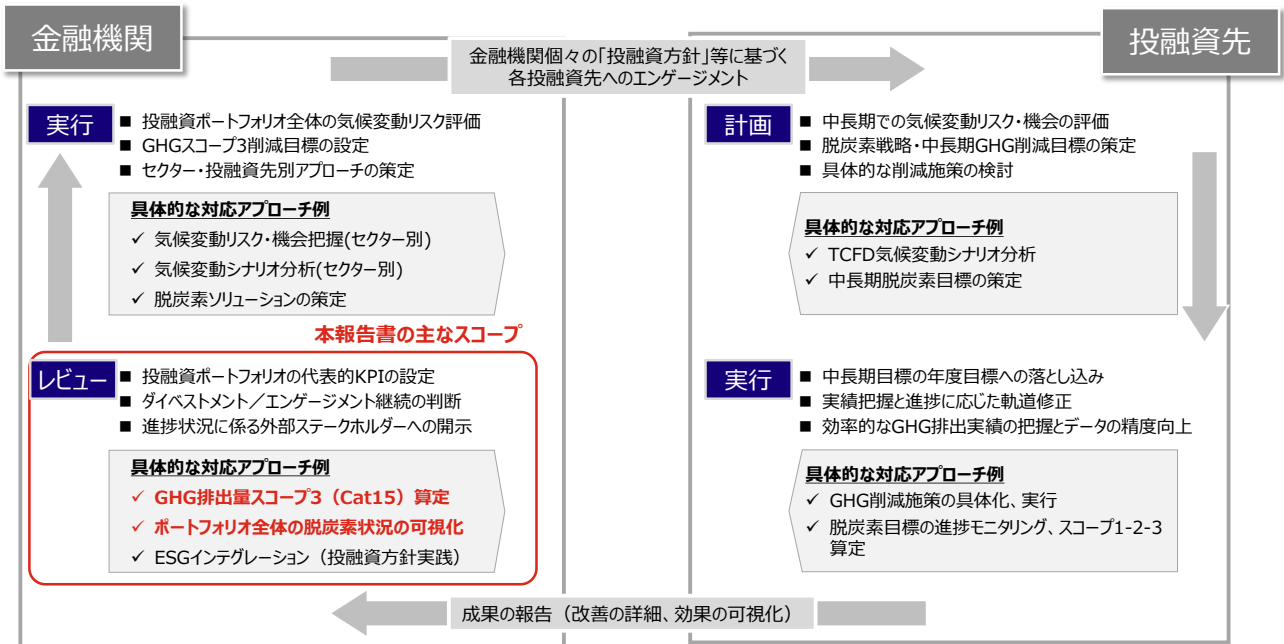 金融機関
投融資先
金融機関個々の「投融資方針」等に基づく
各投融資先へのエンゲージメント
実行
■ 投融資ポートフォリオ全体の気候変動リスク評価
■ GHGスコープ3削減目標の設定
■ セクター・投融資先別アプローチの策定
具体的な対応アプローチ例
✓ 気候変動リスク・機会把握(セクター別)
✓ 気候変動シナリオ分析(セクター別)
✓ 脱炭素ソリューションの策定
本報告書の主なスコープ
レビュー
■ 投融資ポートフォリオの代表的KPIの設定
■ ダイベストメント／エンゲージメント継続の判断
■ 進捗状況に係る外部ステークホルダーへの開示
具体的な対応アプローチ例
✓ GHG排出量スコープ3（Cat15）算定
✓ ポートフォリオ全体の脱炭素状況の可視化
✓ ESGインテグレーション（投融資方針実践）
計画
■ 中長期での気候変動リスク・機会の評価
■ 脱炭素戦略・中長期GHG削減目標の策定
■ 具体的な削減施策の検討
具体的な対応アプローチ例
✓ TCFD気候変動シナリオ分析
✓ 中長期脱炭素目標の策定
実行
■ 中長期目標の年度目標への落とし込み
■ 実績把握と進捗に応じた軌道修正
■ 効率的なGHG排出実績の把握とデータの精度向上
具体的な対応アプローチ例
✓ GHG削減施策の具体化、実行
✓ 脱炭素目標の進捗モニタリング、スコープ1-2-3
算定
成果の報告（改善の詳細、効果の可視化）